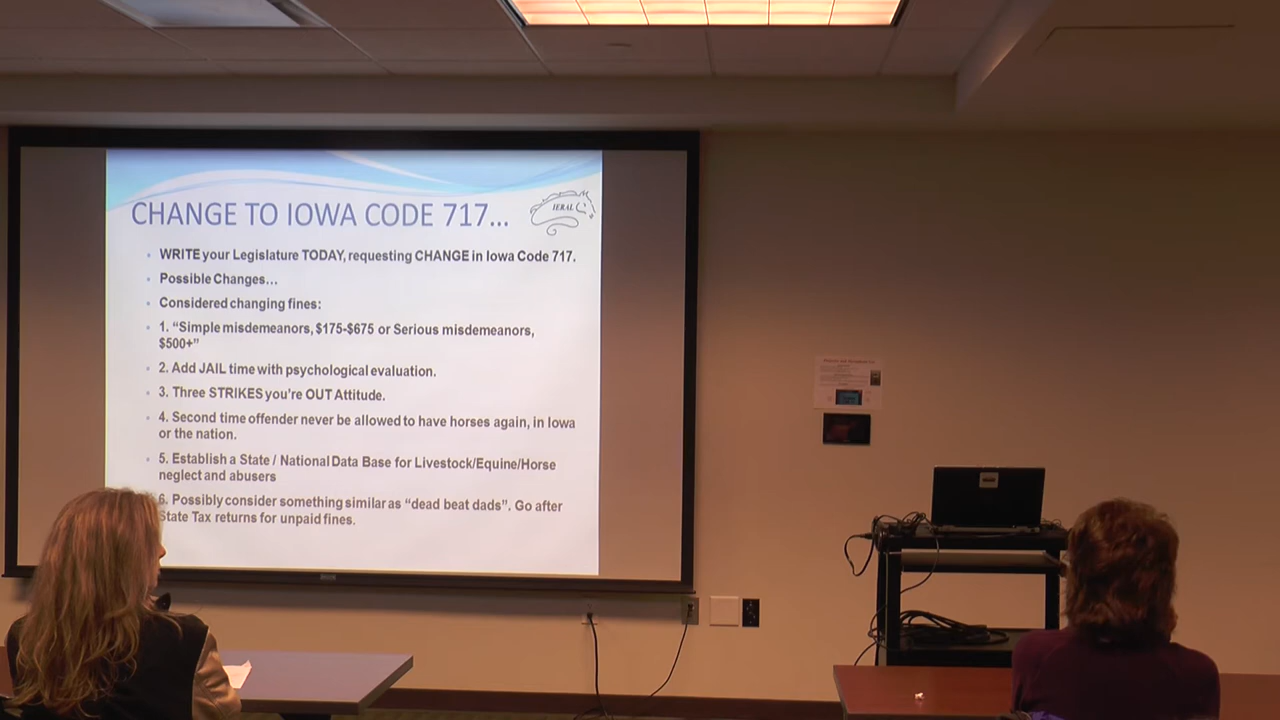 CHANGE TO IOWA CODE 717...
IERAL
• WRITE your Legislature TODAY, requesting CHANGE in Iowa Code 717.
• Possible Changes...
• Considered changing fines:
• 1. “Simple misdemeanors, $175-$675 or Serious misdemeanors,
$500+”
• 2. Add JAIL time with psychological evaluation.
• 3. Three STRIKES you're OUT Attitude.
• 4. Second time offender never be allowed to have horses again, in Iowa
or the nation.
• 5. Establish a State / National Data Base for Livestock/Equine/Horse
neglect and abusers
6. Possibly consider something similar as “dead beat dads”. Go after
State Tax returns for unpaid fines.